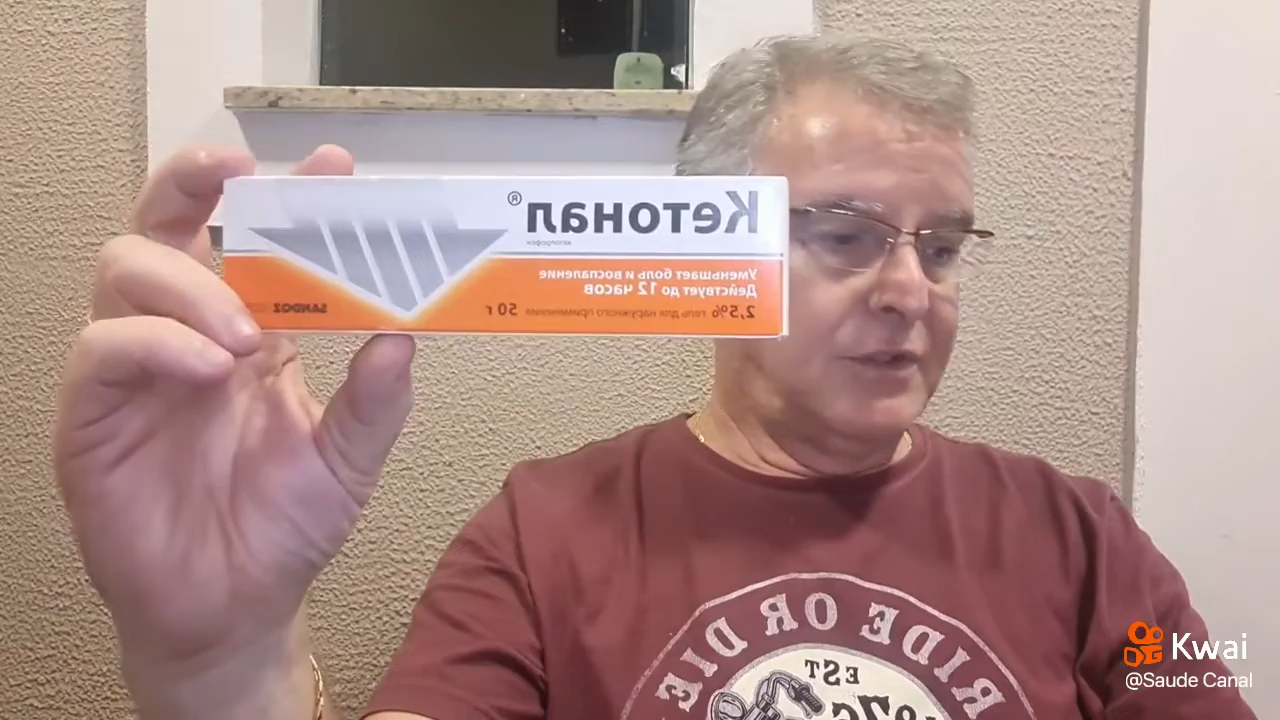 Кетонал®
кетопрофен
Уменьшает боль и воспаление
Действует до 12 часов
2,5% гель для наружного применения 50 г
SANDOZ
RIDE OR DIE
EST
Kwai
@Saude Canal